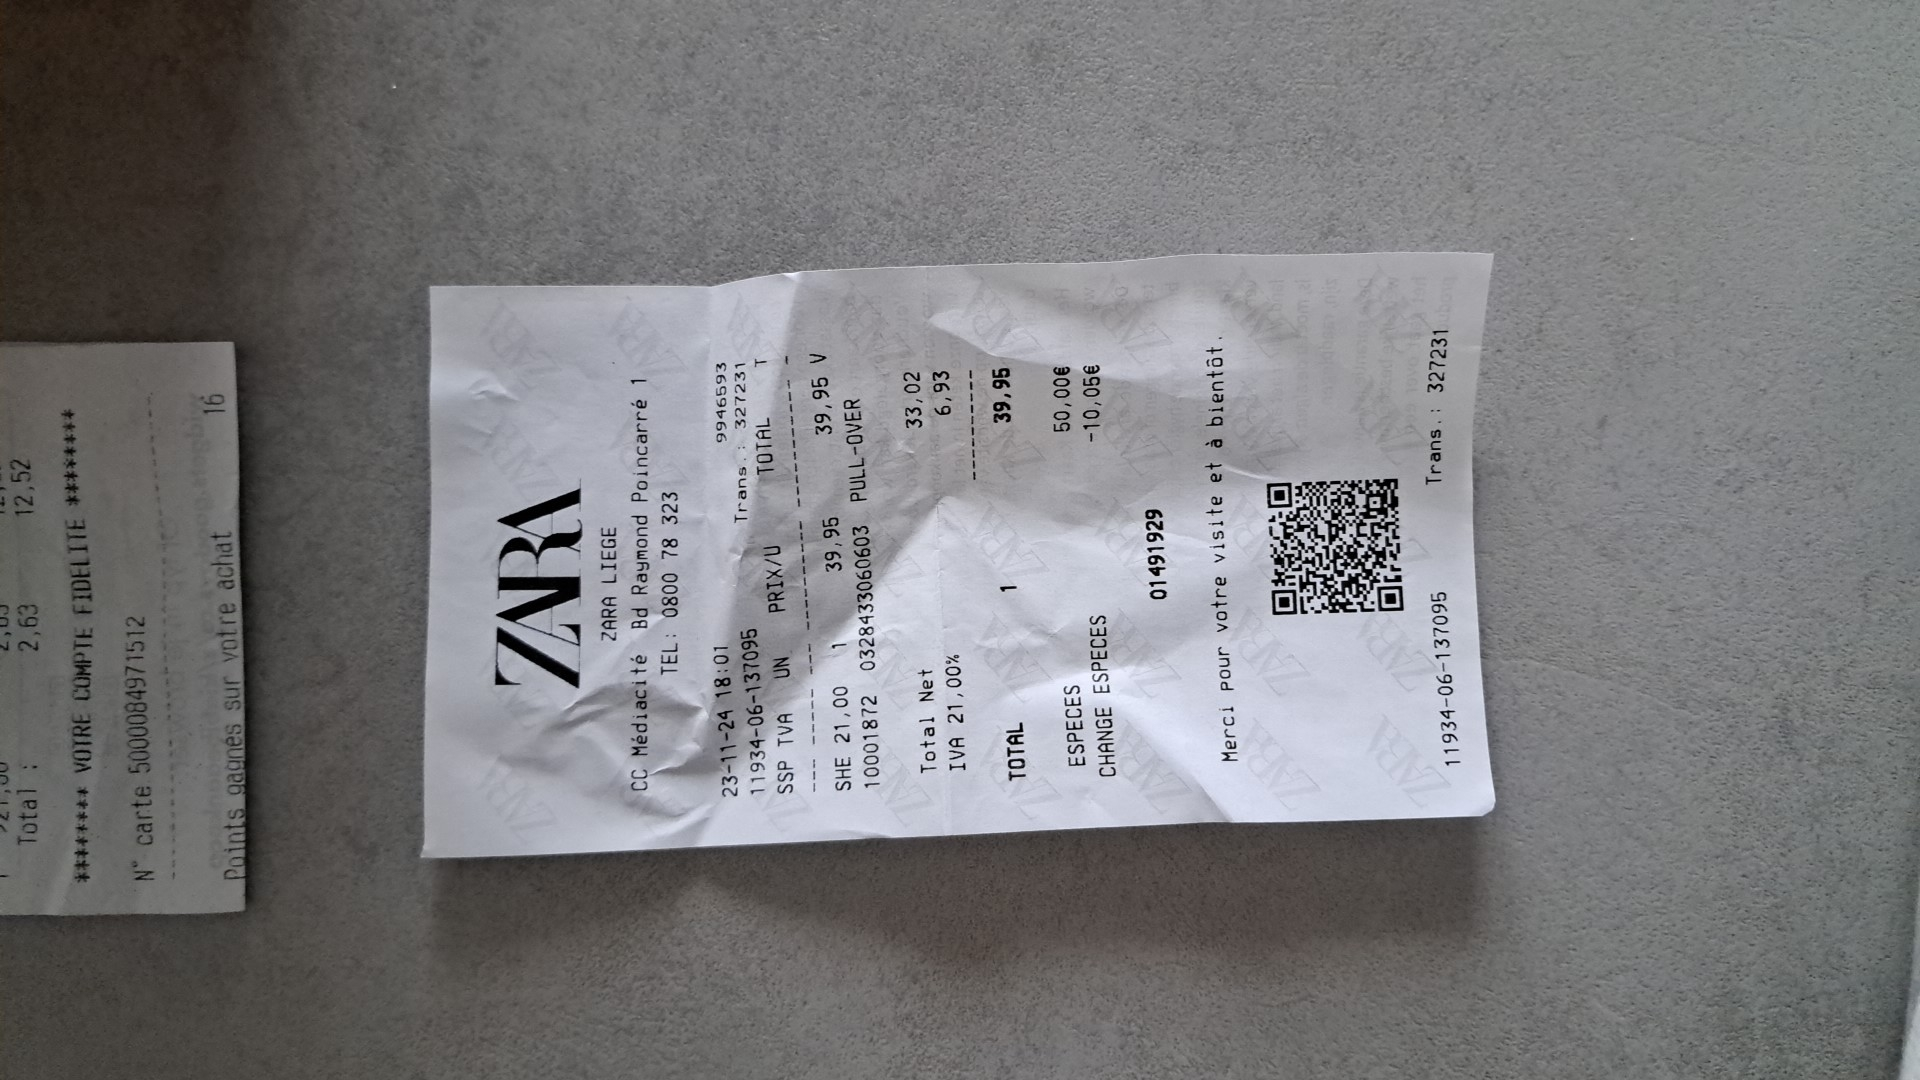 2,63 12,52
Total :
******* VOTRE COMPTE FIDELITE *******
N° carte 5000084971512
Points gagnés sur votre achat 16
ZARA
ZARA LIEGE
CC Médiacité Bd Raymond Poincarré 1
TEL: 0800 78 323
9946593
23-11-24 18:01 Trans.: 327231
11934-06-137095
SSP TVA UN PRIX/U TOTAL T
SHE 21,00 1 39,95 39,95 V
10001872 0328433060603 PULL-OVER
Total Net 33,02
IVA 21,00% 6,93
TOTAL 1 39,95
ESPECES 50,00€
CHANGE ESPECES -10,05€
01491929
Merci pour votre visite et à bientôt.
11934-06-137095 Trans.: 327231